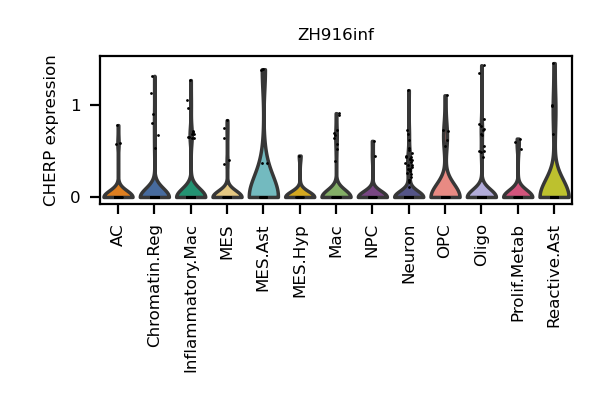 ZH916inf
CHERP expression
1
0
AC
Chromatin.Reg
Inflammatory.Mac
MES
MES.Ast
MES.Hyp
Mac
NPC
Neuron
OPC
Oligo
Prolif.Metab
Reactive.Ast